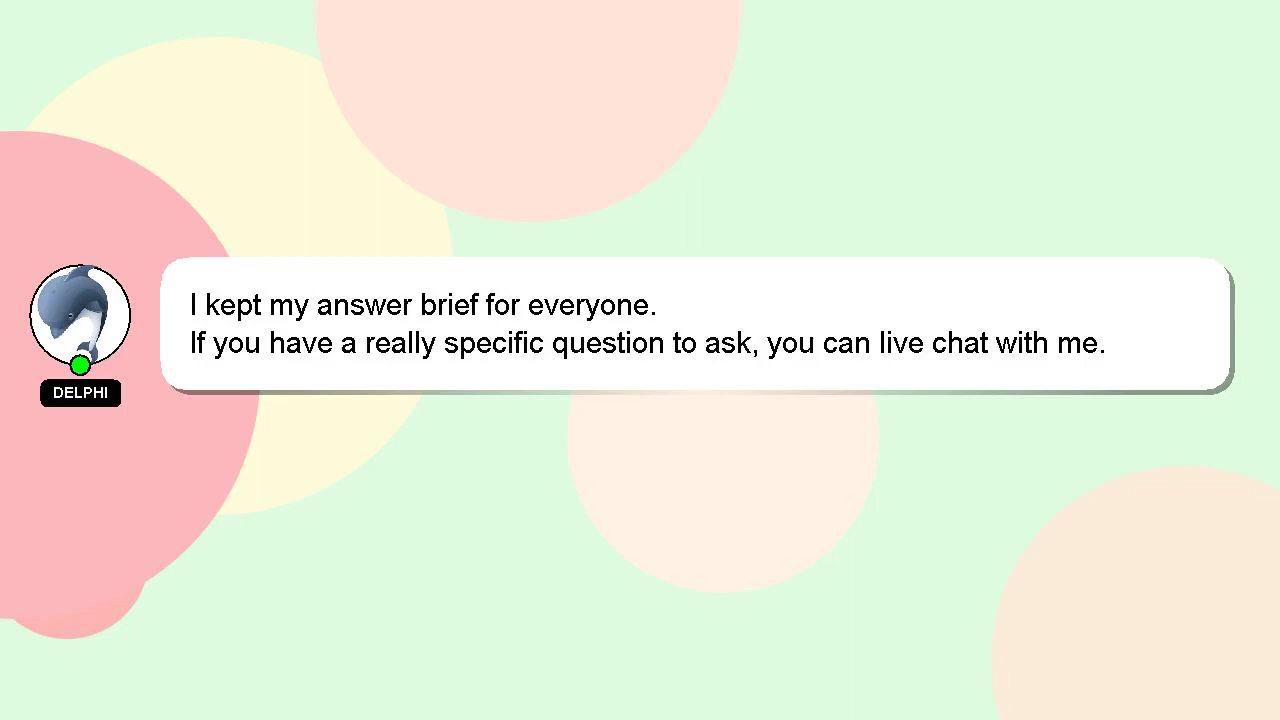 I kept my answer brief for everyone.
If you have a really specific question to ask, you can live chat with me.
DELPHI